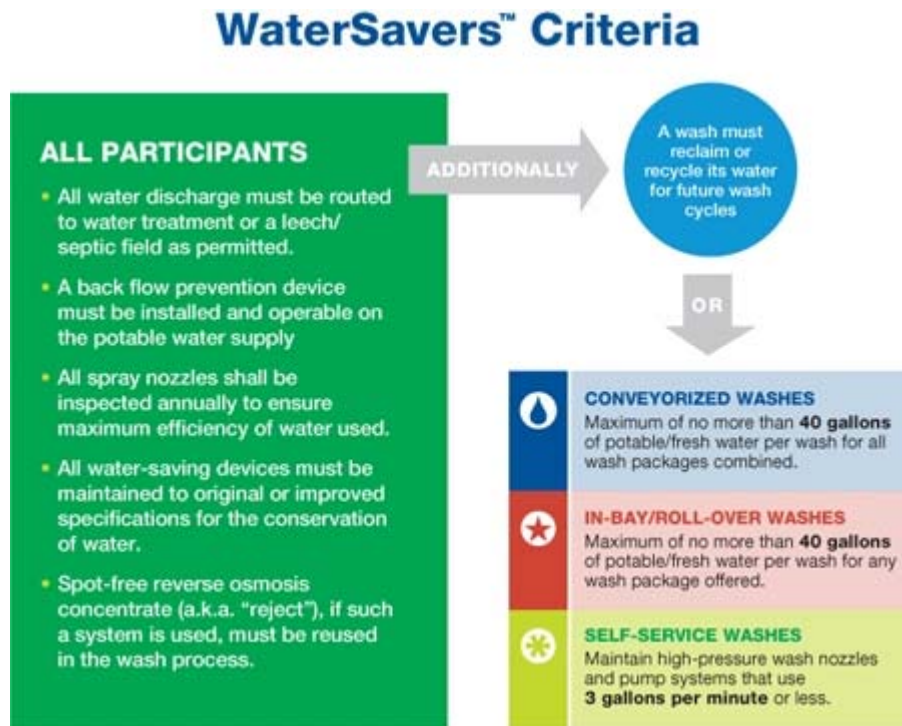 WaterSavers™ Criteria
ALL PARTICIPANTS
• All water discharge must be routed
to water treatment or a leech/
septic field as permitted.
• A back flow prevention device
must be installed and operable on
the potable water supply
• All spray nozzles shall be
inspected annually to ensure
maximum efficiency of water used.
• All water-saving devices must be
maintained to original or improved
specifications for the conservation
of water.
• Spot-free reverse osmosis
concentrate (a.k.a. “reject”), if such
a system is used, must be reused
in the wash process.
ADDITIONALLY
A wash must
reclaim or
recycle its water
for future wash
cycles
OR
CONVEYORIZED WASHES
Maximum of no more than 40 gallons
of potable/fresh water per wash for all
wash packages combined.
IN-BAY/ROLL-OVER WASHES
Maximum of no more than 40 gallons
of potable/fresh water per wash for any
wash package offered.
SELF-SERVICE WASHES
Maintain high-pressure wash nozzles
and pump systems that use
3 gallons per minute or less.